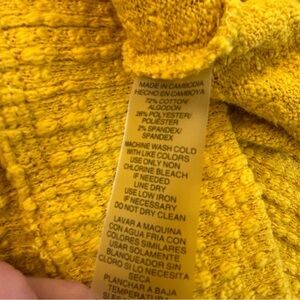 MADE IN CAMBODIA
HECHO EN CAMBOYA
72% COTTON/
ALGODON
26% POLYESTER/
POLIESTER
2% SPANDEX/
SPANDEX
MACHINE WASH COLD
WITH LIKE COLORS
USE ONLY NON
CHLORINE BLEACH
IF NEEDED
LINE DRY
USE LOW IRON
IF NECESSARY
DO NOT DRY CLEAN
LAVAR A MAQUINA
CON AGUA FRIA CON
COLORES SIMILARES
USAR SOLAMENTE
BLANQUEADOR SIN
CLORO SI LO NECESITA
SECA
PLANCHAR A BAJA
TEMPERATURA